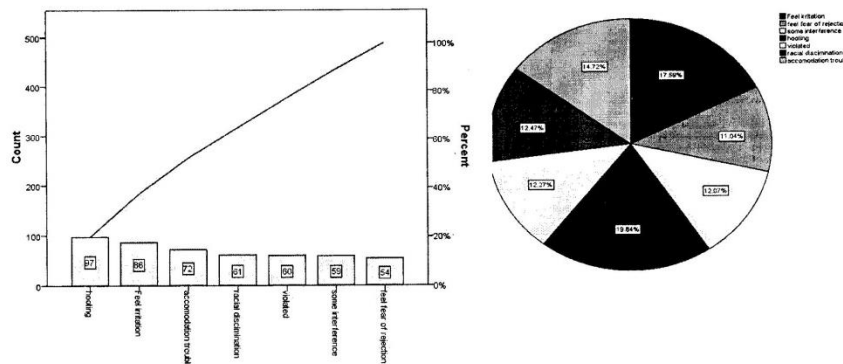 500
400
300
200
100
0
Count
97
86
72
61
60
59
54
hooting
Feel irritation
accomodation troubl
racial discimination
violated
some interference
feel fear of rejection
100%
80%
60%
40%
20%
0%
Percent
Feel irritation
feel fear of rejectio
some interference
hooting
violated
racial discimination
accomodation troubl
17.59%
11.04%
12.07%
19.84%
12.27%
12.47%
14.72%